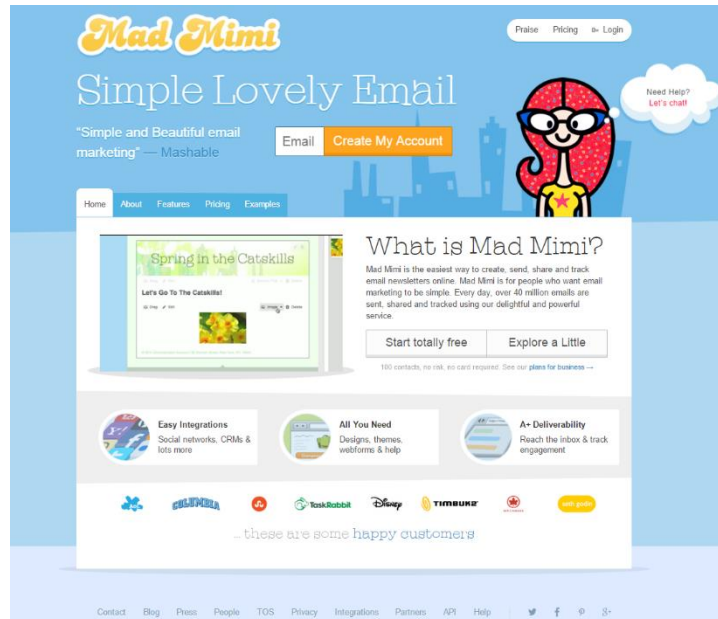 Mad Mimi
Praise Pricing Login
Simple Lovely Email
Need Help?
Let's chat!
"Simple and Beautiful email
marketing" — Mashable
Email Create My Account
Home About Features Pricing Examples
Spring in the Catskills
Let's Go To The Catskills!
Drag Edit
Delete
What is Mad Mimi?
Mad Mimi is the easiest way to create, send, share and track
email newsletters online. Mad Mimi is for people who want email
marketing to be simple. Every day, over 40 million emails are
sent, shared and tracked using our delightful and powerful
service.
Start totally free Explore a Little
100 contacts, no risk, no card required. See our plans for business →
Easy Integrations
Social networks, CRMs &
lots more
All You Need
Designs, themes,
webforms & help
A+ Deliverability
Reach the inbox & track
engagement
COLUMBIA TaskRabbit Disney TIMBUK2 seth godin
... these are some happy customers
Contact Blog Press People TOS Privacy Integrations Partners API Help